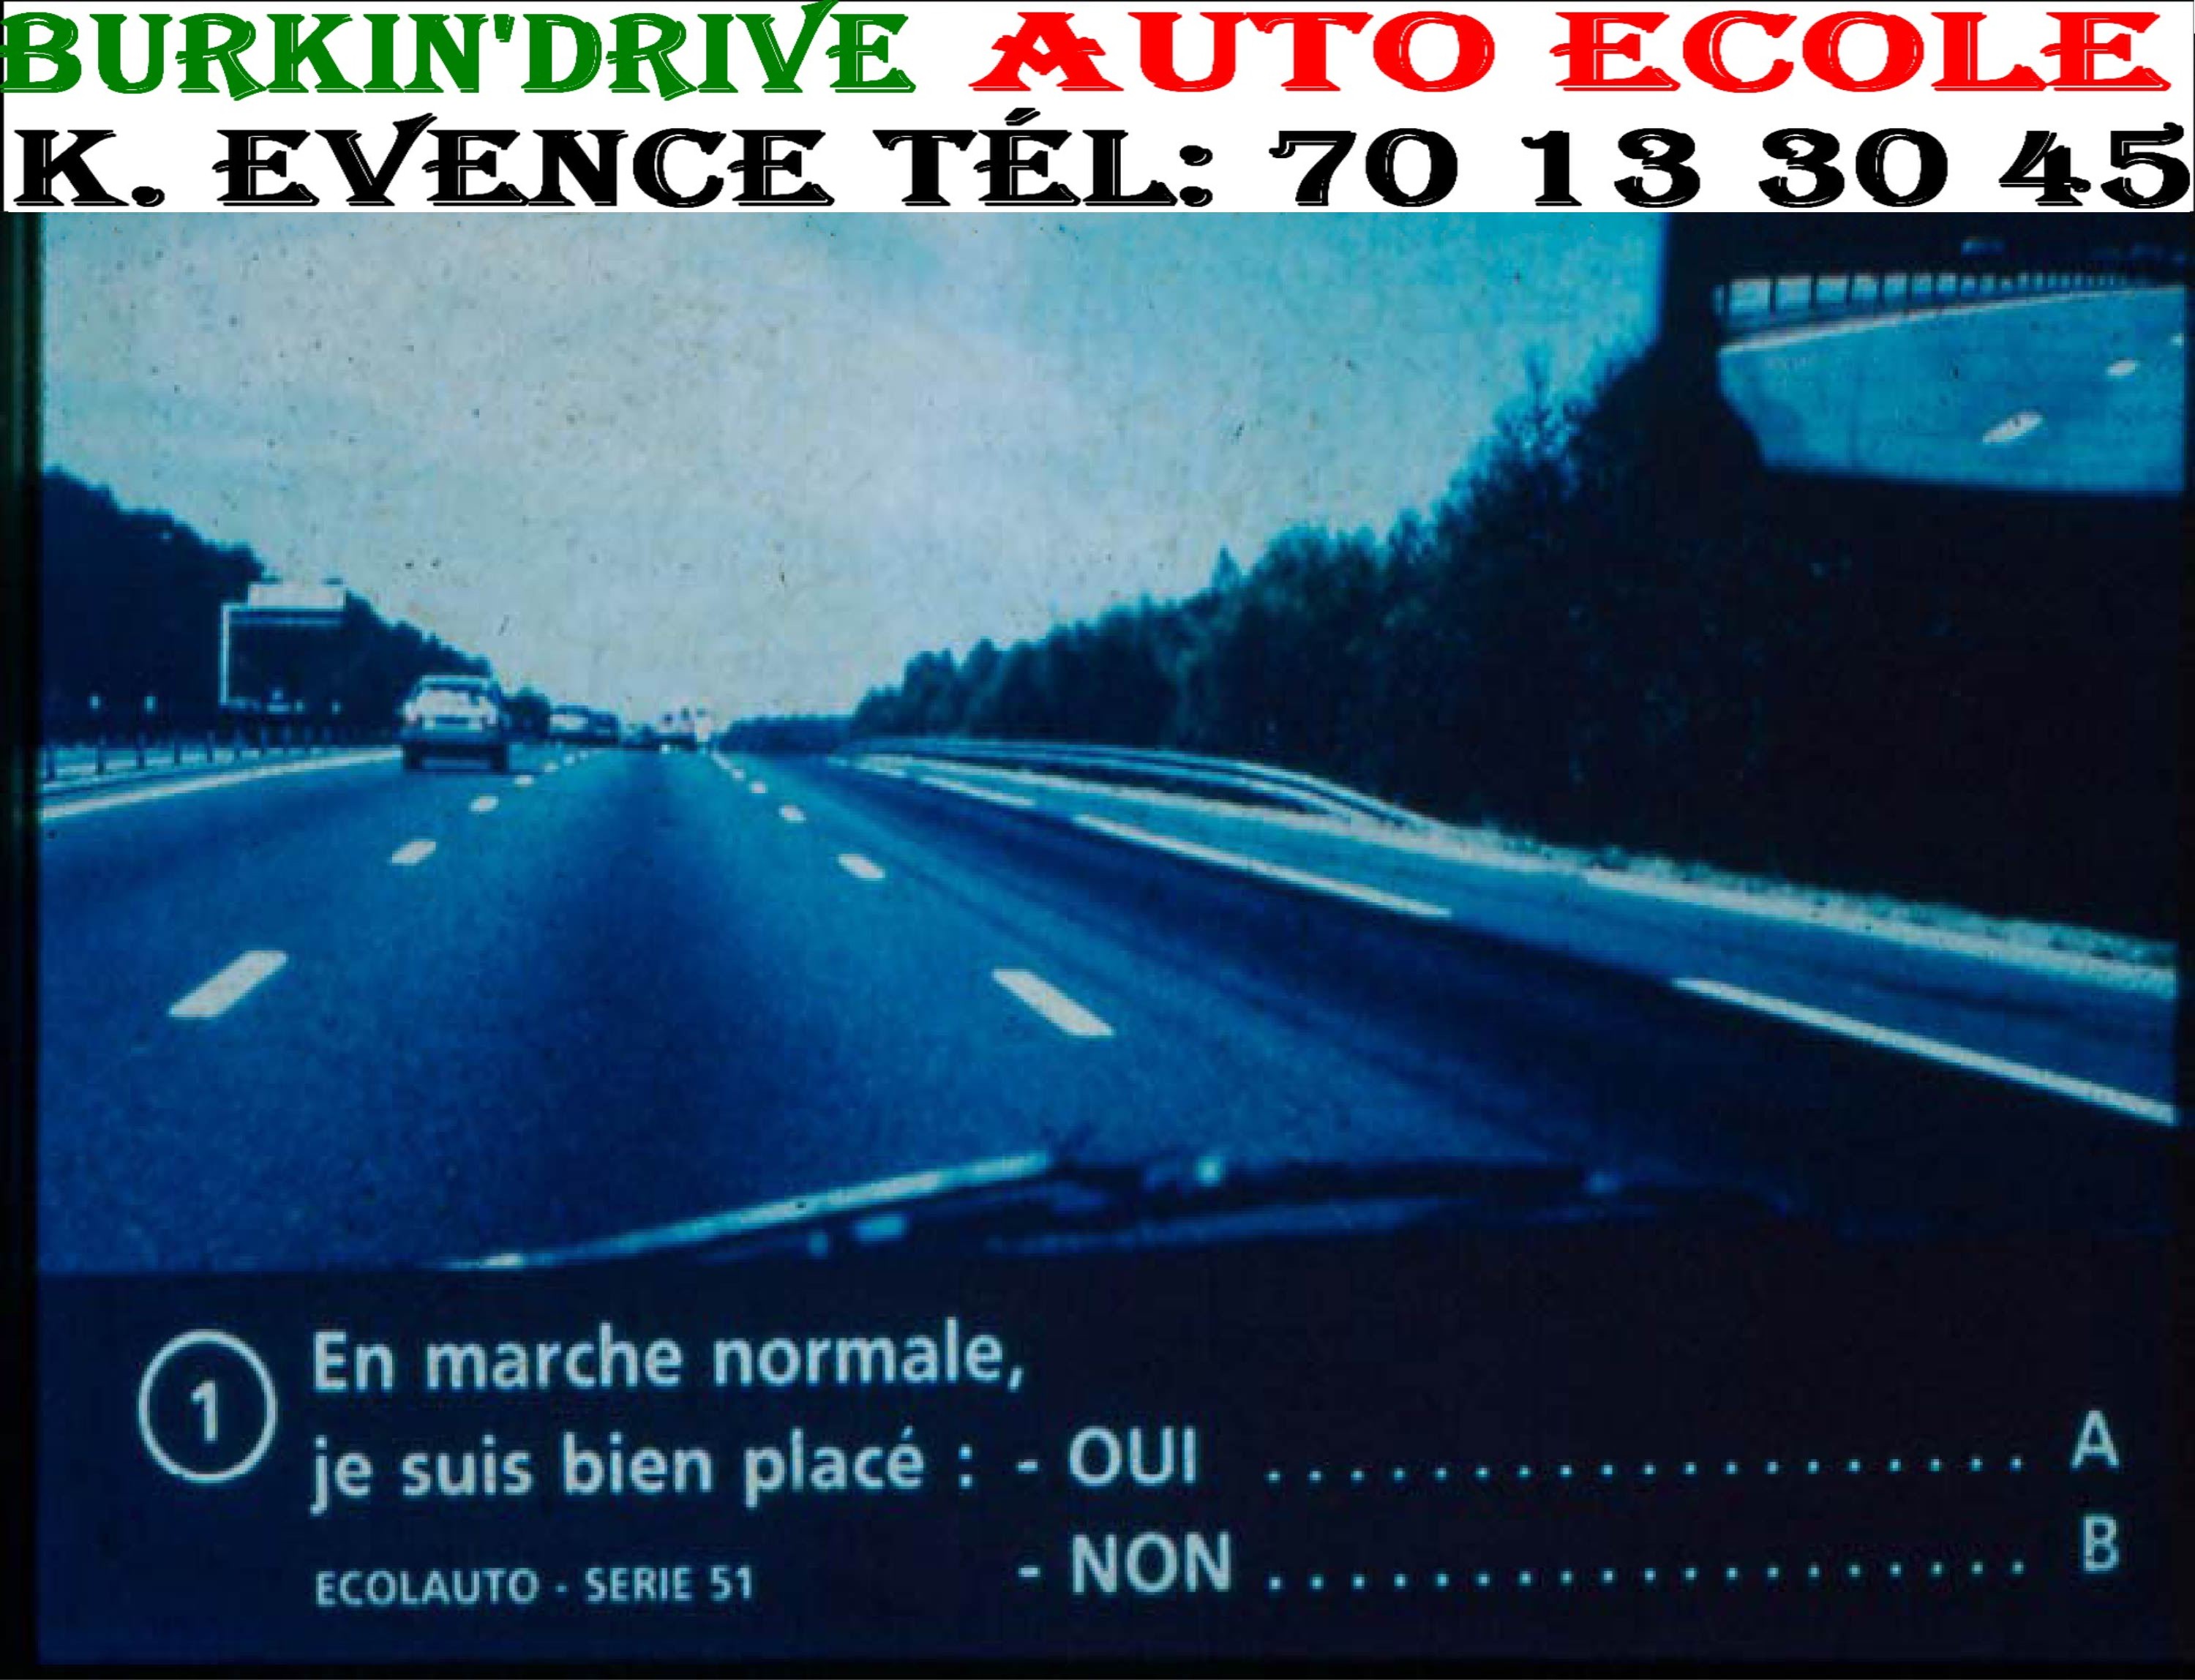 BURKIN'DRIVE AUTO ECOLE
K. EVENCE TÉL: 70 13 30 45
1 En marche normale,
je suis bien placé : - OUI .................... A
- NON .................... B
ECOLAUTO - SERIE 51